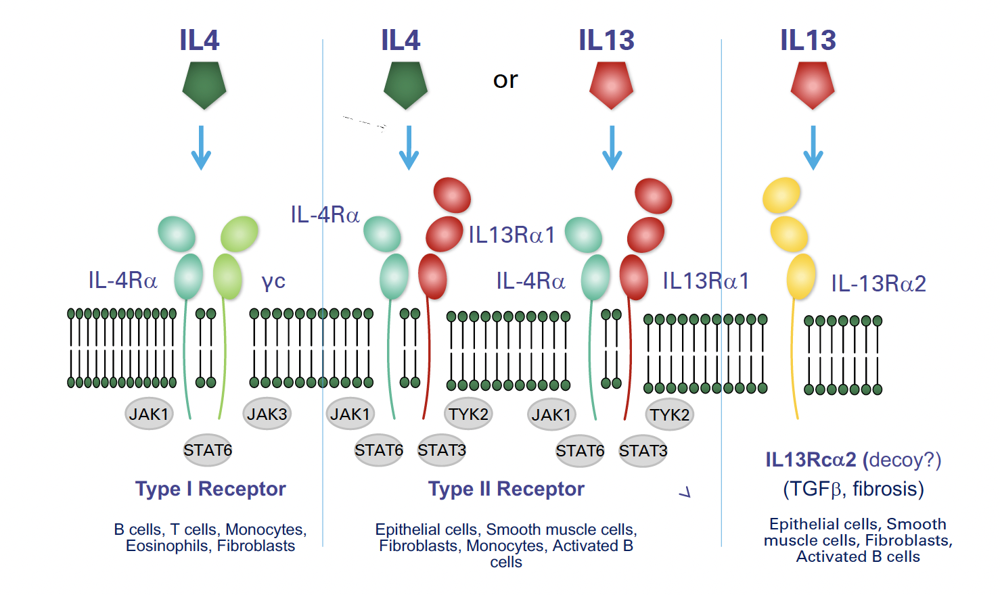 IL4
IL4
or
IL13
IL13
IL-4Rα
γc
IL-4Rα
IL13Rα1
IL-4Rα
IL13Rα1
IL-13Rα2
JAK1
JAK3
STAT6
JAK1
TYK2
STAT6
STAT3
JAK1
TYK2
STAT6
STAT3
Type I Receptor
B cells, T cells, Monocytes,
Eosinophils, Fibroblasts
Type II Receptor
Epithelial cells, Smooth muscle cells,
Fibroblasts, Monocytes, Activated B
cells
IL13Rcα2 (decoy?)
(TGFβ, fibrosis)
Epithelial cells, Smooth
muscle cells, Fibroblasts,
Activated B cells